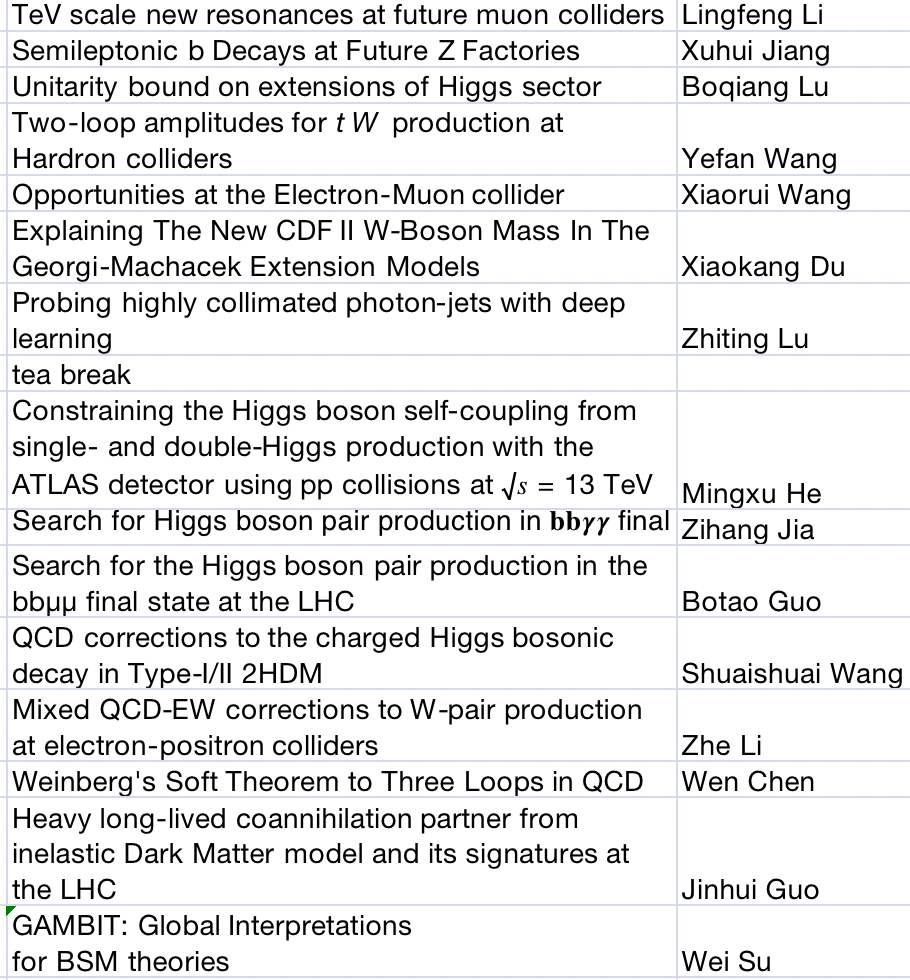 TeV scale new resonances at future muon colliders Lingfeng Li
Semileptonic b Decays at Future Z Factories Xuhui Jiang
Unitarity bound on extensions of Higgs sector Boqiang Lu
Two-loop amplitudes for t W production at
Hardron colliders Yefan Wang
Opportunities at the Electron-Muon collider Xiaorui Wang
Explaining The New CDF II W-Boson Mass In The
Georgi-Machacek Extension Models Xiaokang Du
Probing highly collimated photon-jets with deep
learning Zhiting Lu
tea break
Constraining the Higgs boson self-coupling from
single- and double-Higgs production with the
ATLAS detector using pp collisions at √s = 13 TeV Mingxu He
Search for Higgs boson pair production in bbγγ final Zihang Jia
Search for the Higgs boson pair production in the
bbμμ final state at the LHC Botao Guo
QCD corrections to the charged Higgs bosonic
decay in Type-I/II 2HDM Shuaishuai Wang
Mixed QCD-EW corrections to W-pair production
at electron-positron colliders Zhe Li
Weinberg's Soft Theorem to Three Loops in QCD Wen Chen
Heavy long-lived coannihilation partner from
inelastic Dark Matter model and its signatures at
the LHC Jinhui Guo
GAMBIT: Global Interpretations
for BSM theories Wei Su